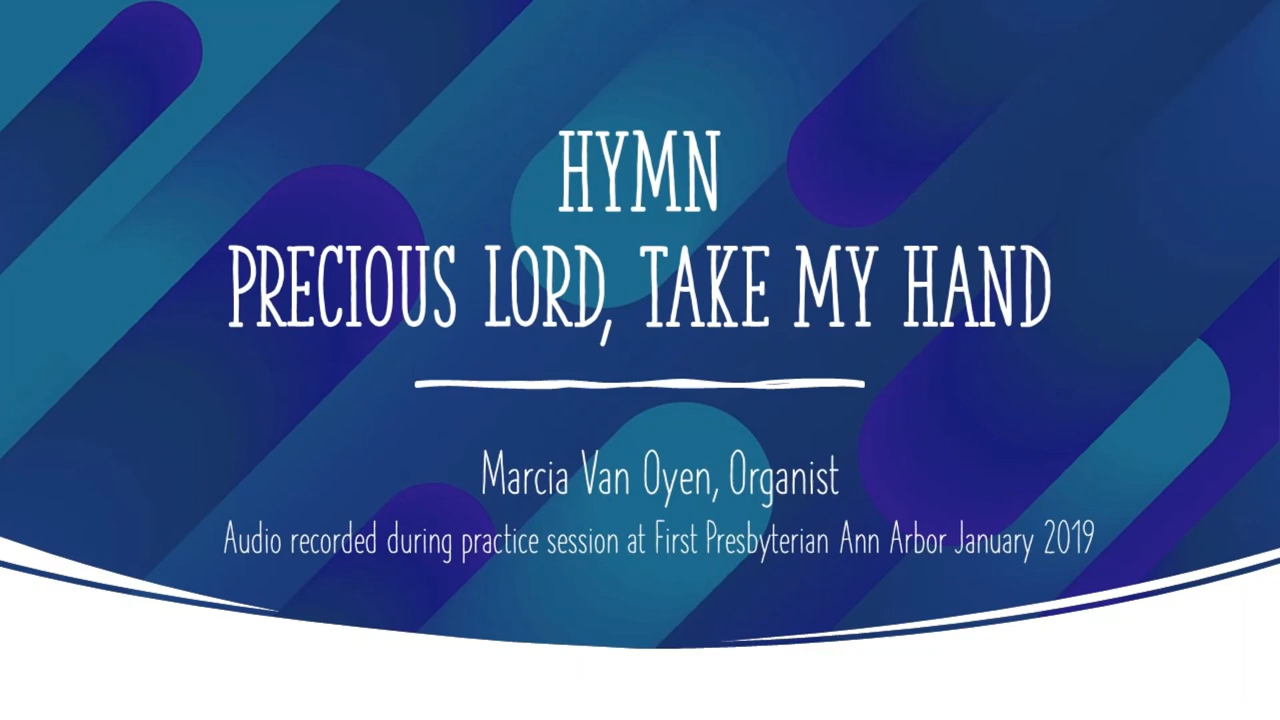 HYMN
PRECIOUS LORD, TAKE MY HAND
Marcia Van Oyen, Organist
Audio recorded during practice session at First Presbyterian Ann Arbor January 2019